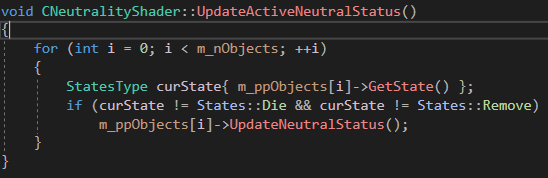 void CNeutralityShader::UpdateActiveNeutralStatus()
{
    for (int i = 0; i < m_nObjects; ++i)
    {
        StatesType curState{ m_ppObjects[i]->GetState() };
        if (curState != States::Die && curState != States::Remove)
            m_ppObjects[i]->UpdateNeutralStatus();
    }
}